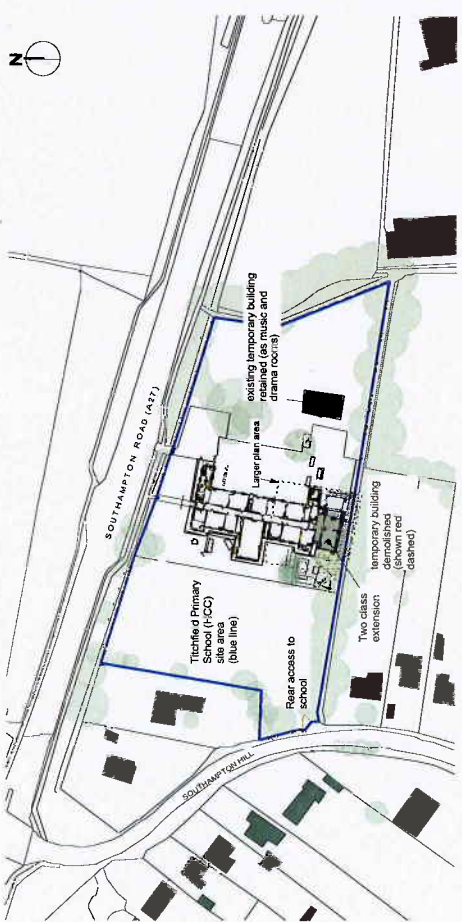 N
SOUTHAMPTON ROAD (A27)
existing temporary building
retained (as music and
drama rooms)
Larger plan area
Titchfield Primary
School (HCC)
site area
(blue line)
Rear access to
school
SOUTHAMPTON HILL
Two class
extension
temporary building
demolished
(shown red
dashed)